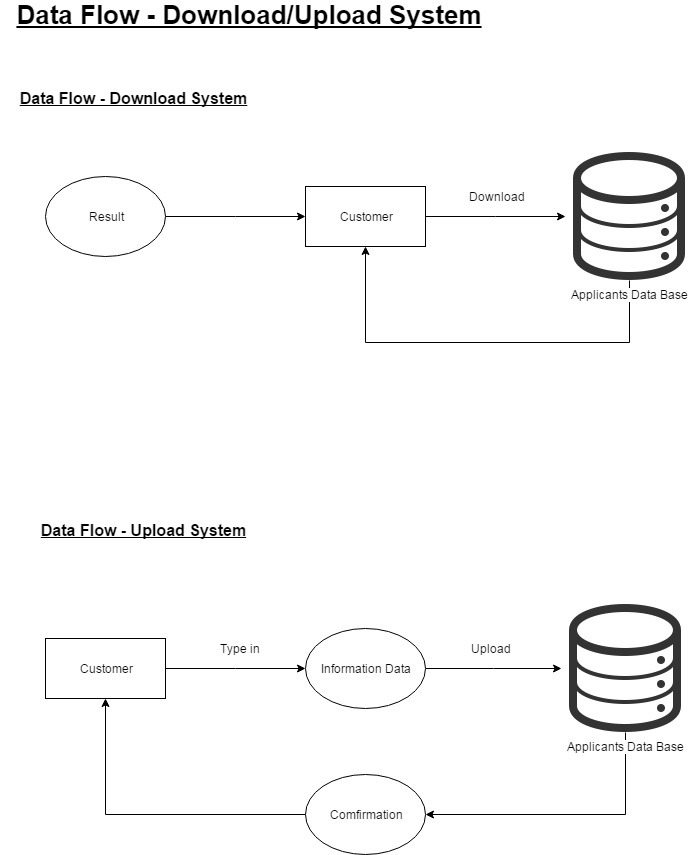 Data Flow - Download/Upload System
Data Flow - Download System
Result
Customer
Download
Applicants Data Base
Data Flow - Upload System
Customer
Type in
Information Data
Upload
Applicants Data Base
Comfirmation